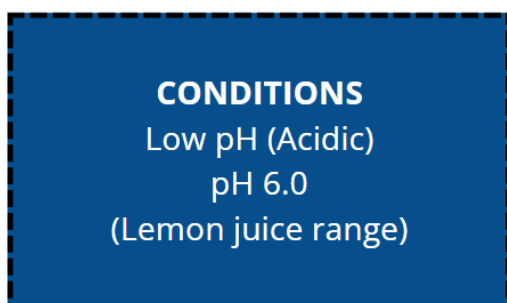 CONDITIONS
Low pH (Acidic)
pH 6.0
(Lemon juice range)